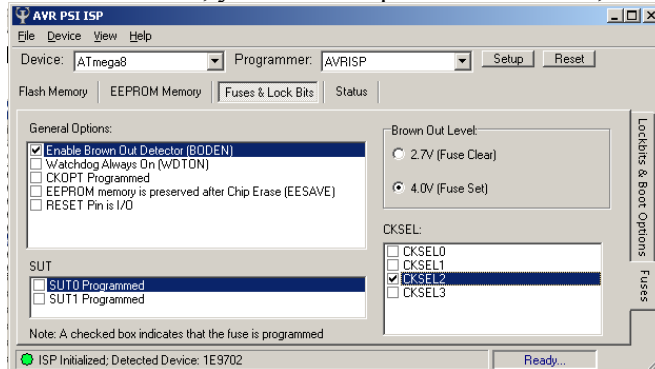 AVR PSI ISP
File Device View Help
Device: ATmega8 Programmer: AVRISP Setup Reset
Flash Memory EEPROM Memory Fuses & Lock Bits Status
General Options:
Enable Brown Out Detector (BODEN)
Watchdog Always On (WDTON)
CKOPT Programmed
EEPROM memory is preserved after Chip Erase (EESAVE)
RESET Pin is I/O
Brown Out Level:
2.7V (Fuse Clear)
4.0V (Fuse Set)
SUT
SUT0 Programmed
SUT1 Programmed
CKSEL:
CKSEL0
CKSEL1
CKSEL2
CKSEL3
Note: A checked box indicates that the fuse is programmed
Lockbits & Boot Options
Fuses
ISP Initialized; Detected Device: 1E9702
Ready...